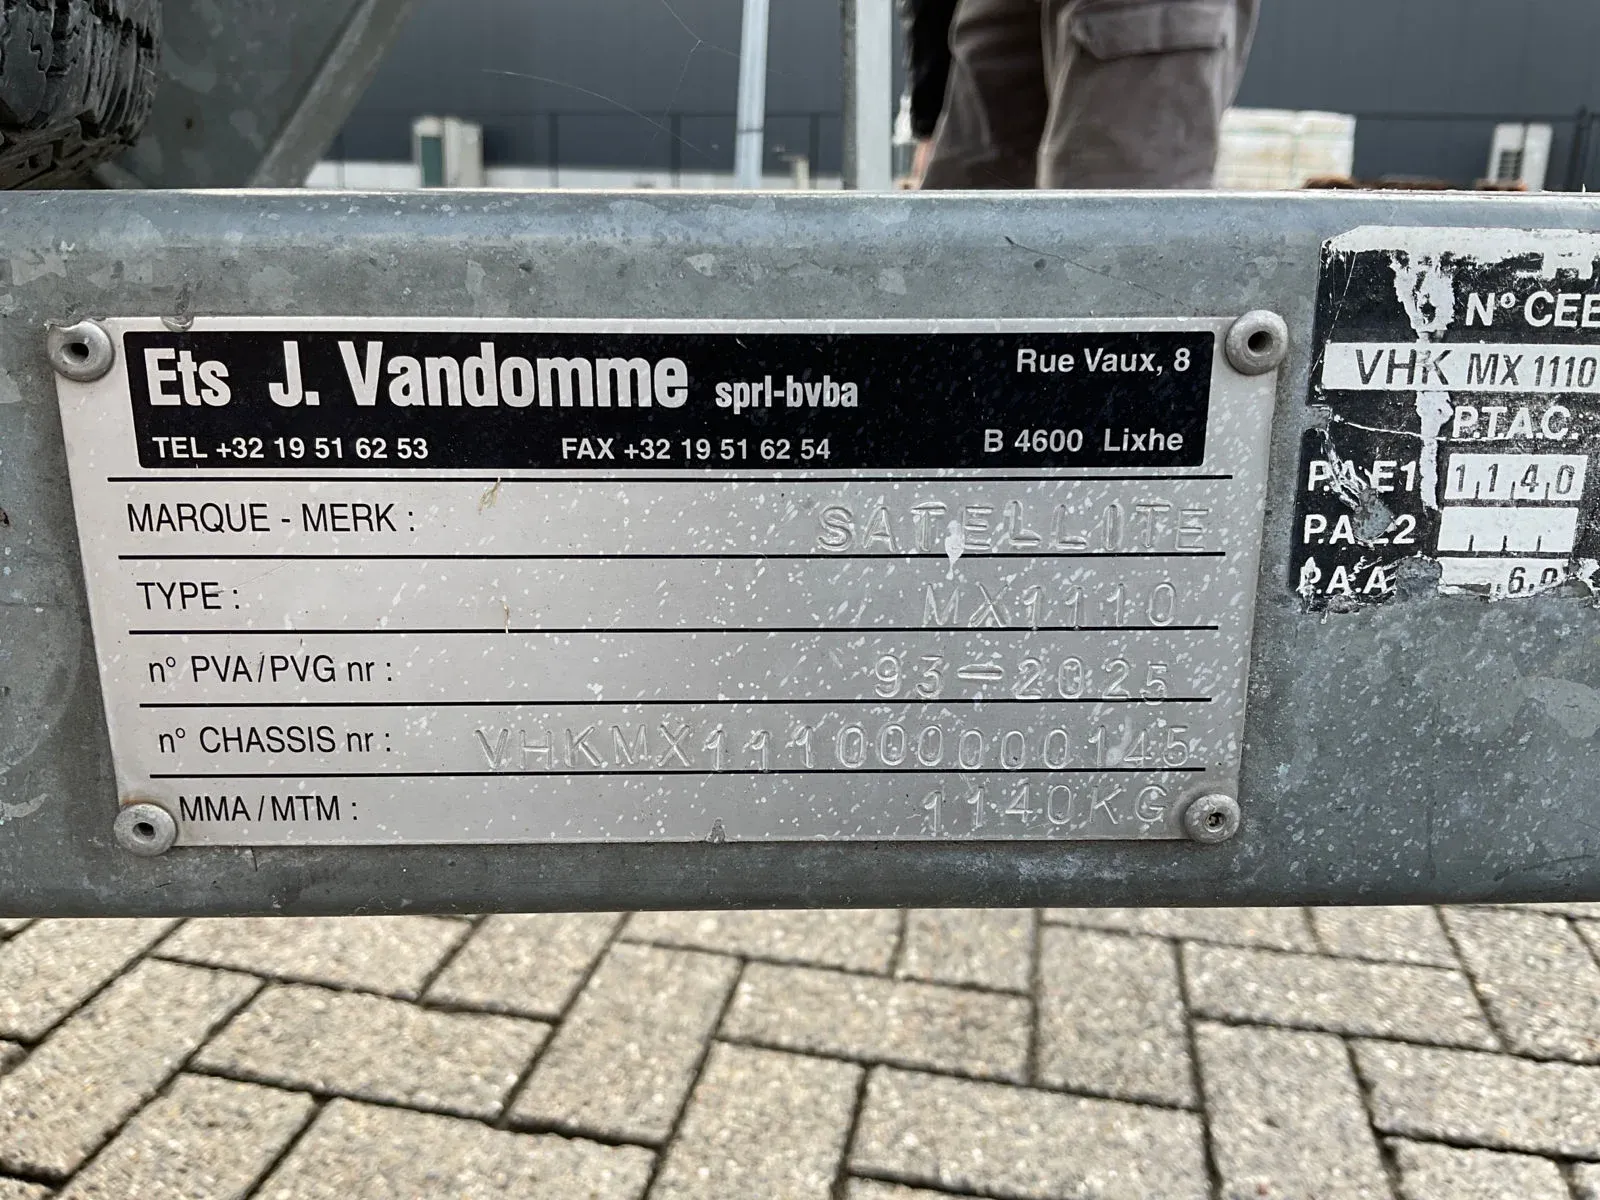 Ets J. Vandomme sprl-bvba
Rue Vaux, 8
TEL +32 19 51 62 53
FAX +32 19 51 62 54
B 4600 Lixhe
MARQUE - MERK : SATELLITE
TYPE : MX1110
n° PVA/PVG nr : 93-2025
n° CHASSIS nr : VHKMX111000000145
MMA/MTM : 1140KG
N° CEE
VHK MX 1110
P.T.A.C.
P.A.E1 1140
P.A.E2
P.A.A. 60